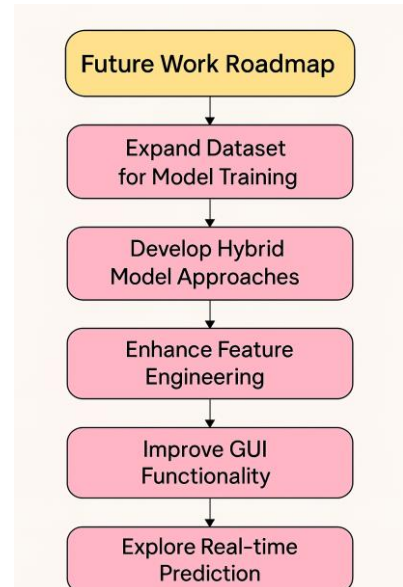 Future Work Roadmap
Expand Dataset
for Model Training
Develop Hybrid
Model Approaches
Enhance Feature
Engineering
Improve GUI
Functionality
Explore Real-time
Prediction